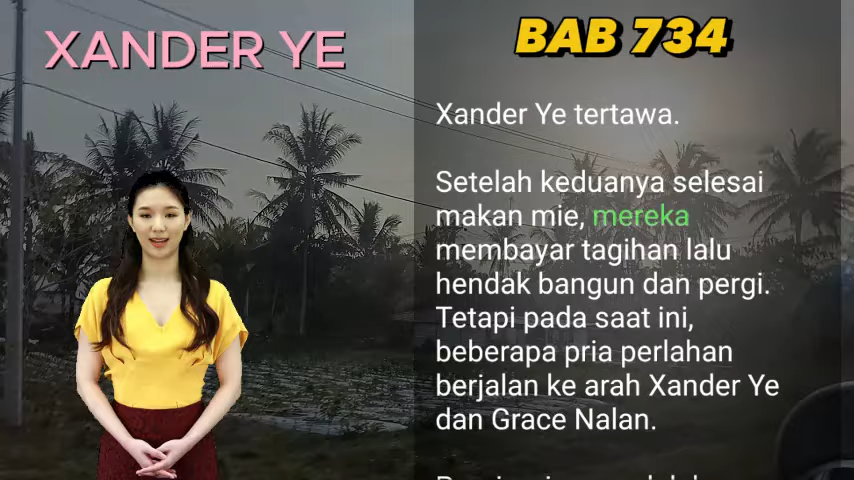 XANDER YE
BAB 734
Xander Ye tertawa.
Setelah keduanya selesai
makan mie, mereka
membayar tagihan lalu
hendak bangun dan pergi.
Tetapi pada saat ini,
beberapa pria perlahan
berjalan ke arah Xander Ye
dan Grace Nalan.